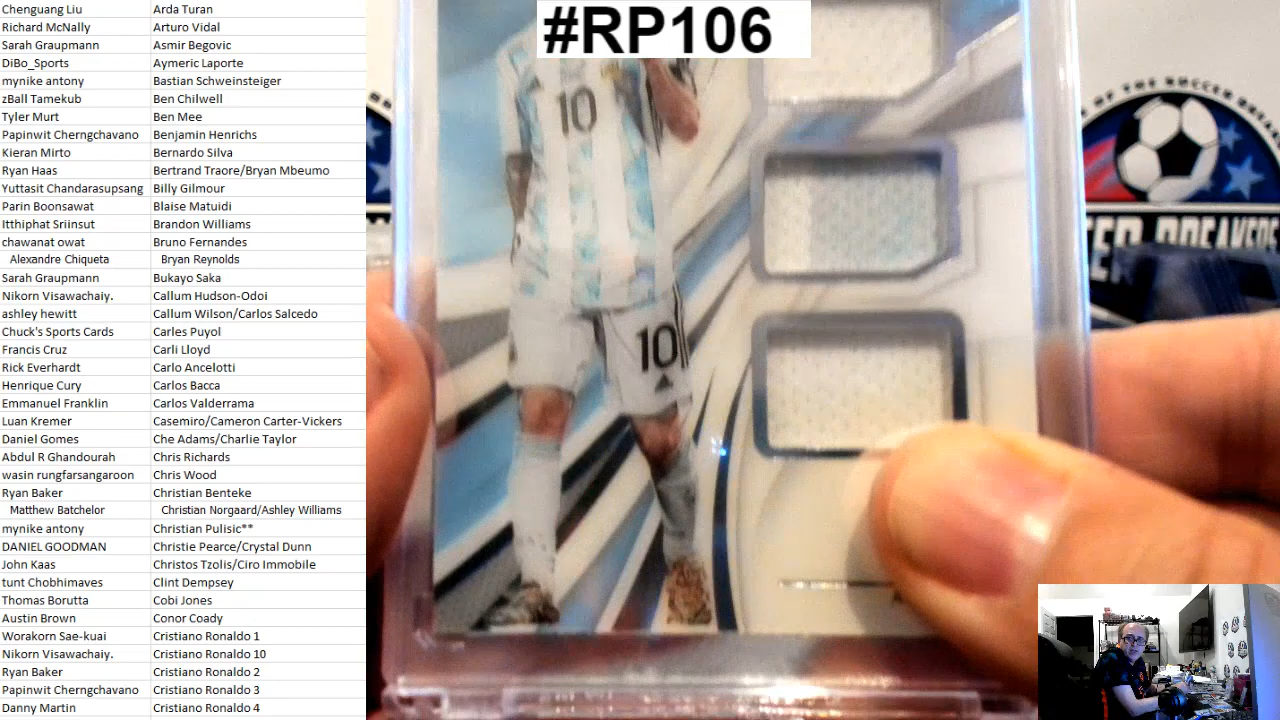 #RP106
Chenguang Liu Arda Turan
Richard McNally Arturo Vidal
Sarah Graupmann Asmir Begovic
DiBo_Sports Aymeric Laporte
mynike antony Bastian Schweinsteiger
zBall Tamekub Ben Chilwell
Tyler Murt Ben Mee
Papinwit Cherngchavano Benjamin Henrichs
Kieran Mirto Bernardo Silva
Ryan Haas Bertrand Traore/Bryan Mbeumo
Yuttasit Chandarasupsang Billy Gilmour
Parin Boonsawat Blaise Matuidi
Itthiphat Sriinsut Brandon Williams
chawanat owat Bruno Fernandes
Alexandre Chiqueta Bryan Reynolds
Sarah Graupmann Bukayo Saka
Nikorn Visawachaiy. Callum Hudson-Odoi
ashley hewitt Callum Wilson/Carlos Salcedo
Chuck's Sports Cards Carles Puyol
Francis Cruz Carli Lloyd
Rick Everhardt Carlo Ancelotti
Henrique Cury Carlos Bacca
Emmanuel Franklin Carlos Valderrama
Luan Kremer Casemiro/Cameron Carter-Vickers
Daniel Gomes Che Adams/Charlie Taylor
Abdul R Ghandourah Chris Richards
wasin rungfarsangaroon Chris Wood
Ryan Baker Christian Benteke
Matthew Batchelor Christian Norgaard/Ashley Williams
mynike antony Christian Pulisic**
DANIEL GOODMAN Christie Pearce/Crystal Dunn
John Kaas Christos Tzolis/Ciro Immobile
tunt Chobhimaves Clint Dempsey
Thomas Borutta Cobi Jones
Austin Brown Conor Coady
Worakorn Sae-kuai Cristiano Ronaldo 1
Nikorn Visawachaiy. Cristiano Ronaldo 10
Ryan Baker Cristiano Ronaldo 2
Papinwit Cherngchavano Cristiano Ronaldo 3
Danny Martin Cristiano Ronaldo 4
10
10
OF THE SOCCER
BREAKERS